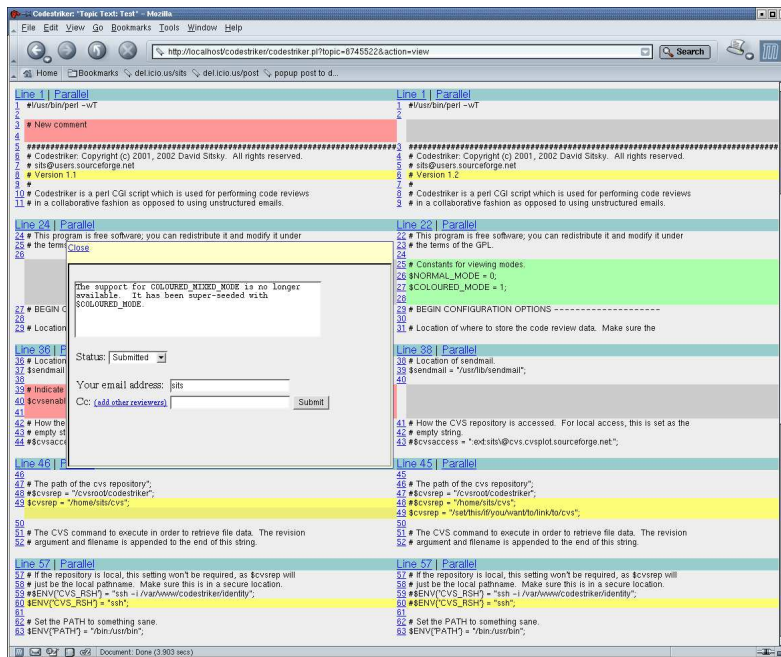 Codestriker: "Topic Text: Test" - Mozilla
File Edit View Go Bookmarks Tools Window Help
http://localhost/codestriker/codestriker.pl?topic=8745522&action=view
Search
Home Bookmarks del.icio.us/sits del.icio.us/post popup post to d...
Line 1 | Parallel
1 #!/usr/bin/perl -wT
2
3 # New comment
4
5 ##########
6 # Codestriker: Copyright (c) 2001, 2002 David Sitsky. All rights reserved.
7 # sits@users.sourceforge.net
8 # Version 1.1
9 #
10 # Codestriker is a perl CGI script which is used for performing code reviews
11 # in a collaborative fashion as opposed to using unstructured emails.
Line 24 | Parallel
24 # This program is free software; you can redistribute it and modify it under
25 # the terms
26
27 # BEGIN C
28
29 # Location
Line 36 | P
36 # Location
37 $sendmail
38
39 # Indicate
40 $cvsenabl
41
42 # How the
43 # empty st
44 #$cvsacce
Line 46 | P
46
47 # The path of the cvs repository";
48 #$cvsrep = "/cvsroot/codestriker";
49 $cvsrep = "/home/sits/cvs";
50
51 # The CVS command to execute in order to retrieve file data. The revision
52 # argument and filename is appended to the end of this string.
Line 57 | Parallel
57 # If the repository is local, this setting won't be required, as $cvsrep will
58 # just be the local pathname. Make sure this is in a secure location.
59 #$ENV{'CVS_RSH'} = "ssh -i /var/www/codestriker/identity";
60 $ENV{'CVS_RSH'} = "ssh";
61
62 # Set the PATH to something sane.
63 $ENV{'PATH'} = "/bin:/usr/bin";
Close
The support for COLOURED_MIXED_MODE is no longer
available. It has been super-seeded with
$COLOURED_MODE.
Status: Submitted
Your email address: sits
Cc: (add other reviewers) Submit
Line 1 | Parallel
1 #!/usr/bin/perl -wT
2
3 ##########
4 # Codestriker: Copyright (c) 2001, 2002 David Sitsky. All rights reserved.
5 # sits@users.sourceforge.net
6 # Version 1.2
7 #
8 # Codestriker is a perl CGI script which is used for performing code reviews
9 # in a collaborative fashion as opposed to using unstructured emails.
Line 22 | Parallel
22 # This program is free software; you can redistribute it and modify it under
23 # the terms of the GPL.
24
25 # Constants for viewing modes.
26 $NORMAL_MODE = 0;
27 $COLOURED_MODE = 1;
28
29 # BEGIN CONFIGURATION OPTIONS --------------------
30
31 # Location of where to store the code review data. Make sure the
Line 38 | Parallel
38 # Location of sendmail.
39 $sendmail = "/usr/lib/sendmail";
40
41 # How the CVS repository is accessed. For local access, this is set as the
42 # empty string.
43 #$cvsaccess = ":ext:sits\@cvs.cvsplot.sourceforge.net:";
Line 45 | Parallel
45
46 # The path of the cvs repository";
47 #$cvsrep = "/cvsroot/codestriker";
48 #$cvsrep = "/home/sits/cvs";
49 $cvsrep = "/set/this/if/you/want/to/link/to/cvs";
50
51 # The CVS command to execute in order to retrieve file data. The revision
52 # argument and filename is appended to the end of this string.
Line 57 | Parallel
57 # If the repository is local, this setting won't be required, as $cvsrep will
58 # just be the local pathname. Make sure this is in a secure location.
59 #$ENV{'CVS_RSH'} = "ssh -i /var/www/codestriker/identity";
60 $ENV{'CVS_RSH'} = "ssh";
61
62 # Set the PATH to something sane.
63 $ENV{'PATH'} = "/bin:/usr/bin";
Document: Done (3.903 secs)